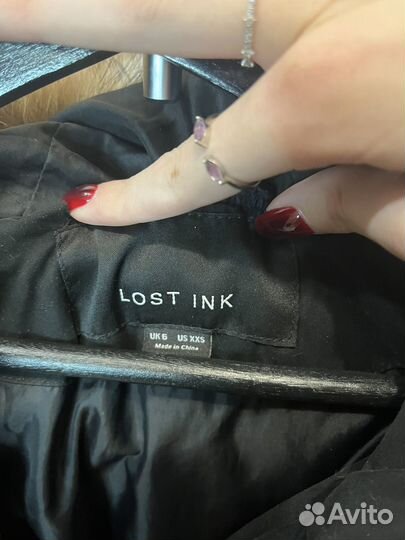 LOST INK
UK 6 US XXS
Made in China
Avito